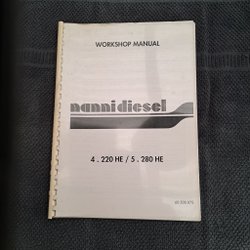 WORKSHOP MANUAL
nannidiesel
4 . 220 HE / 5 . 280 HE